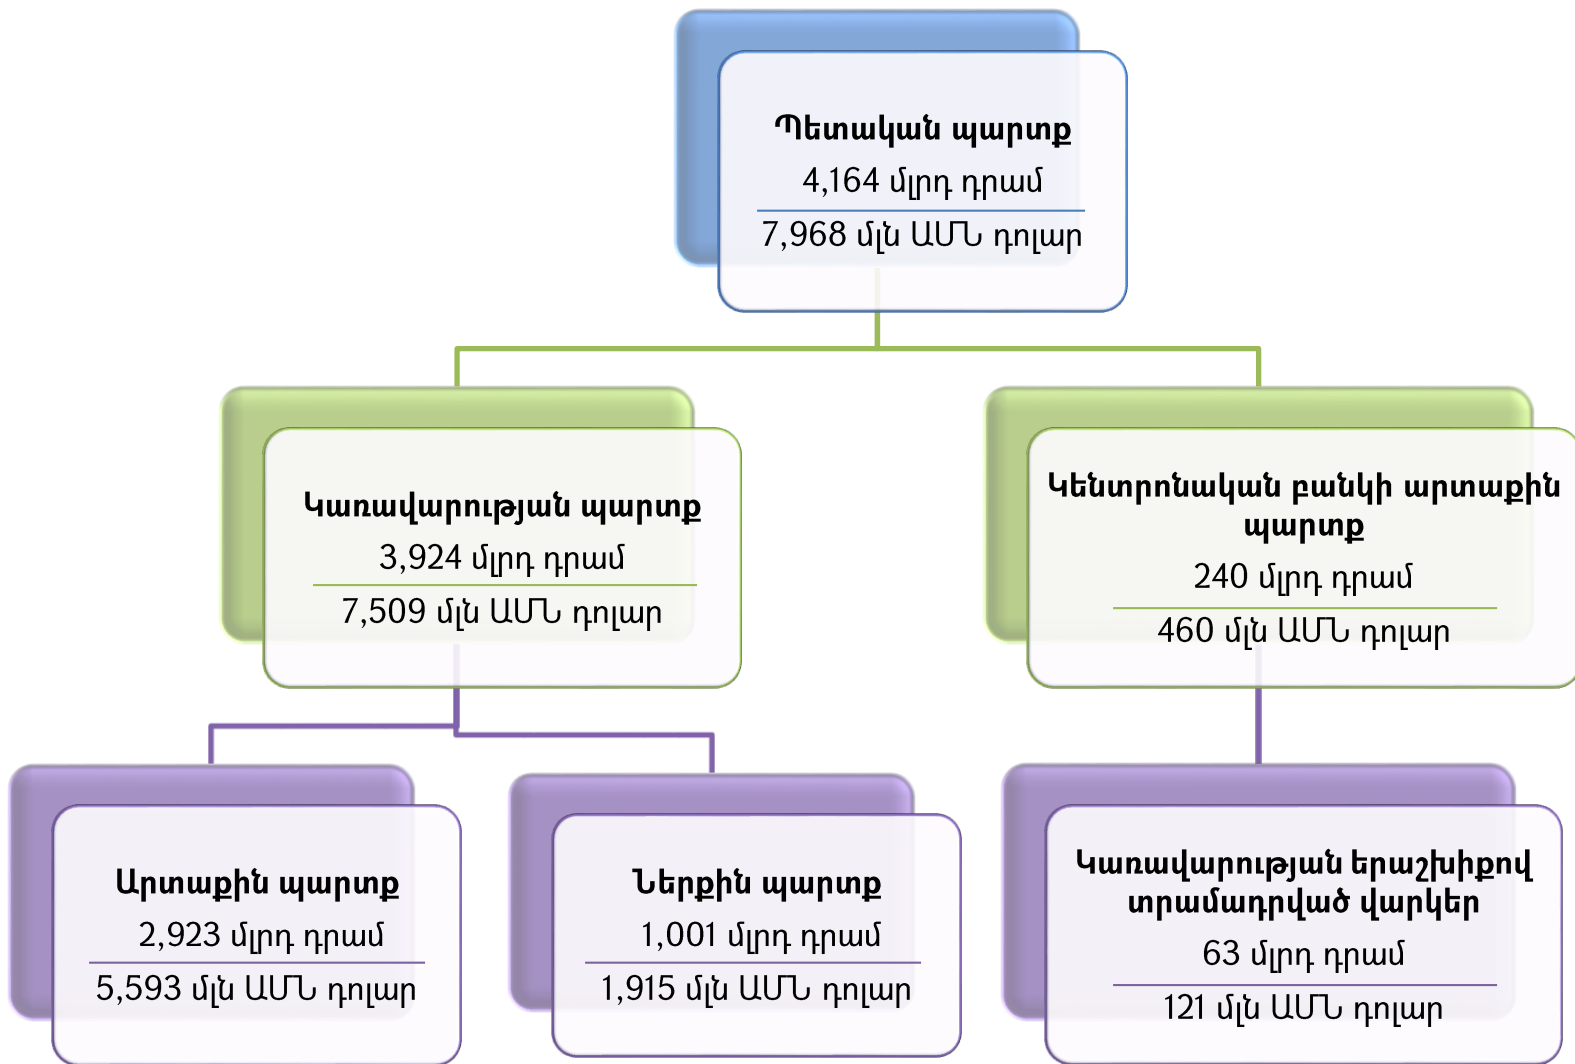 Պետական պարտք
4,164 մլրդ դրամ
7,968 մլն ԱՄՆ դոլար
Կառավարության պարտք
3,924 մլրդ դրամ
7,509 մլն ԱՄՆ դոլար
Կենտրոնական բանկի արտաքին
պարտք
240 մլրդ դրամ
460 մլն ԱՄՆ դոլար
Արտաքին պարտք
2,923 մլրդ դրամ
5,593 մլն ԱՄՆ դոլար
Ներքին պարտք
1,001 մլրդ դրամ
1,915 մլն ԱՄՆ դոլար
Կառավարության երաշխիքով
տրամադրված վարկեր
63 մլրդ դրամ
121 մլն ԱՄՆ դոլար